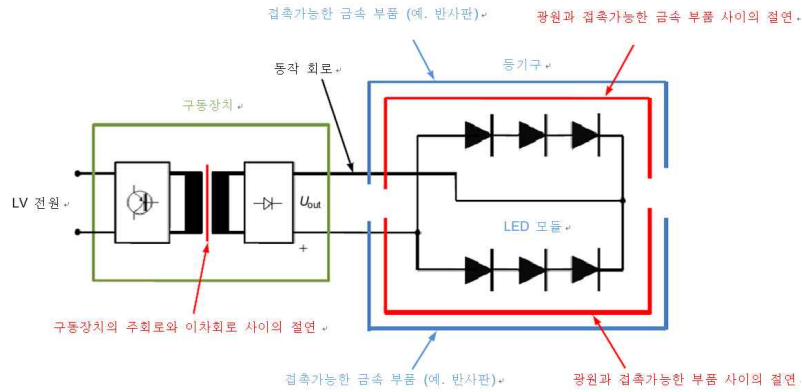 접촉가능한 금속 부품 (예. 반사판)
광원과 접촉가능한 금속 부품 사이의 절연
동작 회로
등기구
구동장치
LV 전원
Uout
+
LED 모듈
구동장치의 주회로와 이차회로 사이의 절연
접촉가능한 금속 부품 (예. 반사판)
광원과 접촉가능한 부품 사이의 절연